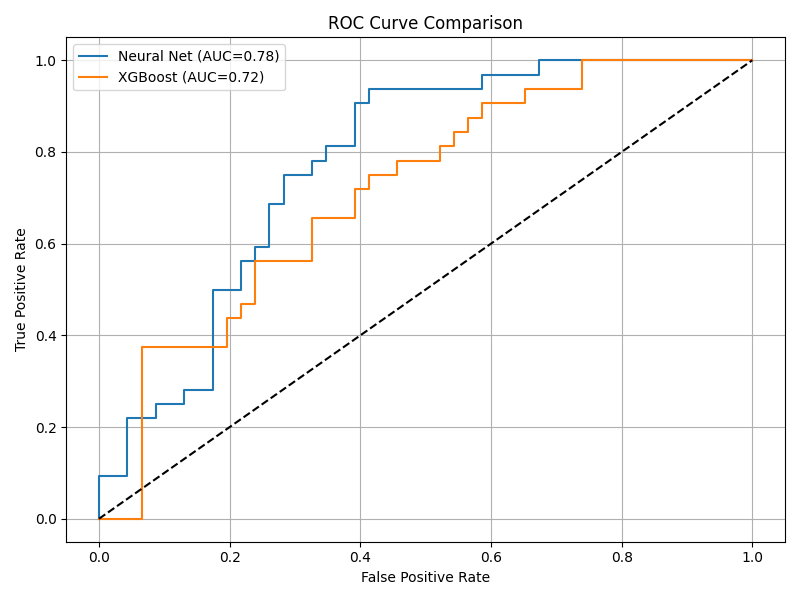 ROC Curve Comparison
Neural Net (AUC=0.78)
XGBoost (AUC=0.72)
1.0
0.8
0.6
0.4
0.2
0.0
True Positive Rate
0.0 0.2 0.4 0.6 0.8 1.0
False Positive Rate